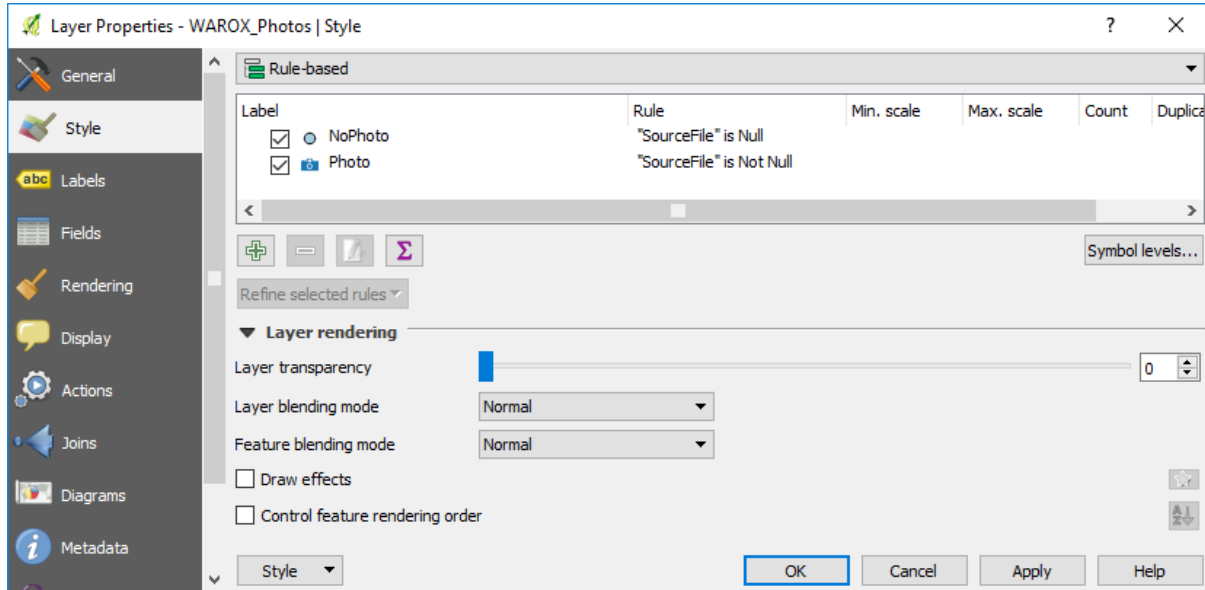 Layer Properties - WAROX_Photos | Style
General
Style
abc Labels
Fields
Rendering
Display
Actions
Joins
Diagrams
Metadata
Rule-based
Label Rule Min. scale Max. scale Count Duplica
NoPhoto "SourceFile" is Null
Photo "SourceFile" is Not Null
Σ
Symbol levels...
Refine selected rules
Layer rendering
Layer transparency 0
Layer blending mode Normal
Feature blending mode Normal
Draw effects
Control feature rendering order
Style OK Cancel Apply Help